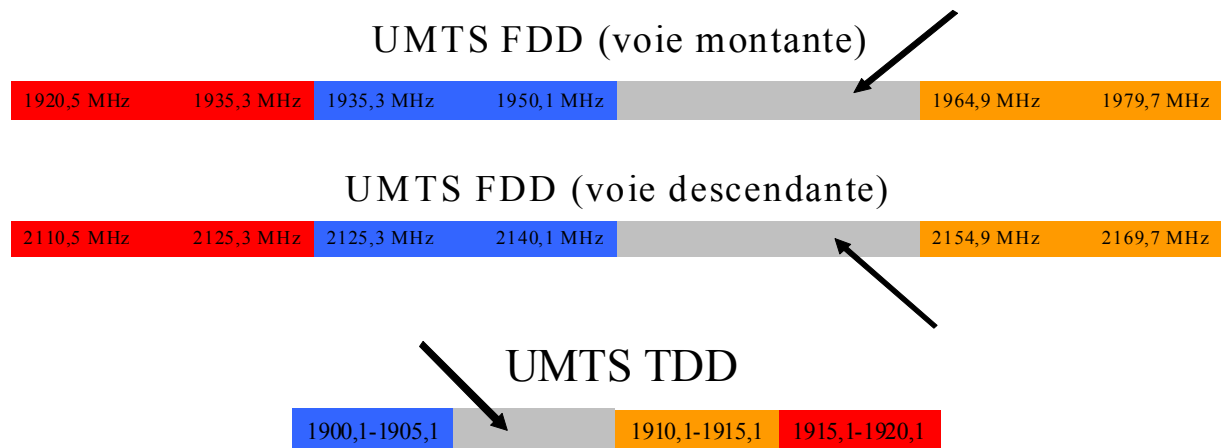 UMTS FDD (voie montante)
1920,5 MHz 1935,3 MHz 1935,3 MHz 1950,1 MHz 1964,9 MHz 1979,7 MHz
UMTS FDD (voie descendante)
2110,5 MHz 2125,3 MHz 2125,3 MHz 2140,1 MHz 2154,9 MHz 2169,7 MHz
UMTS TDD
1900,1-1905,1 1910,1-1915,1 1915,1-1920,1